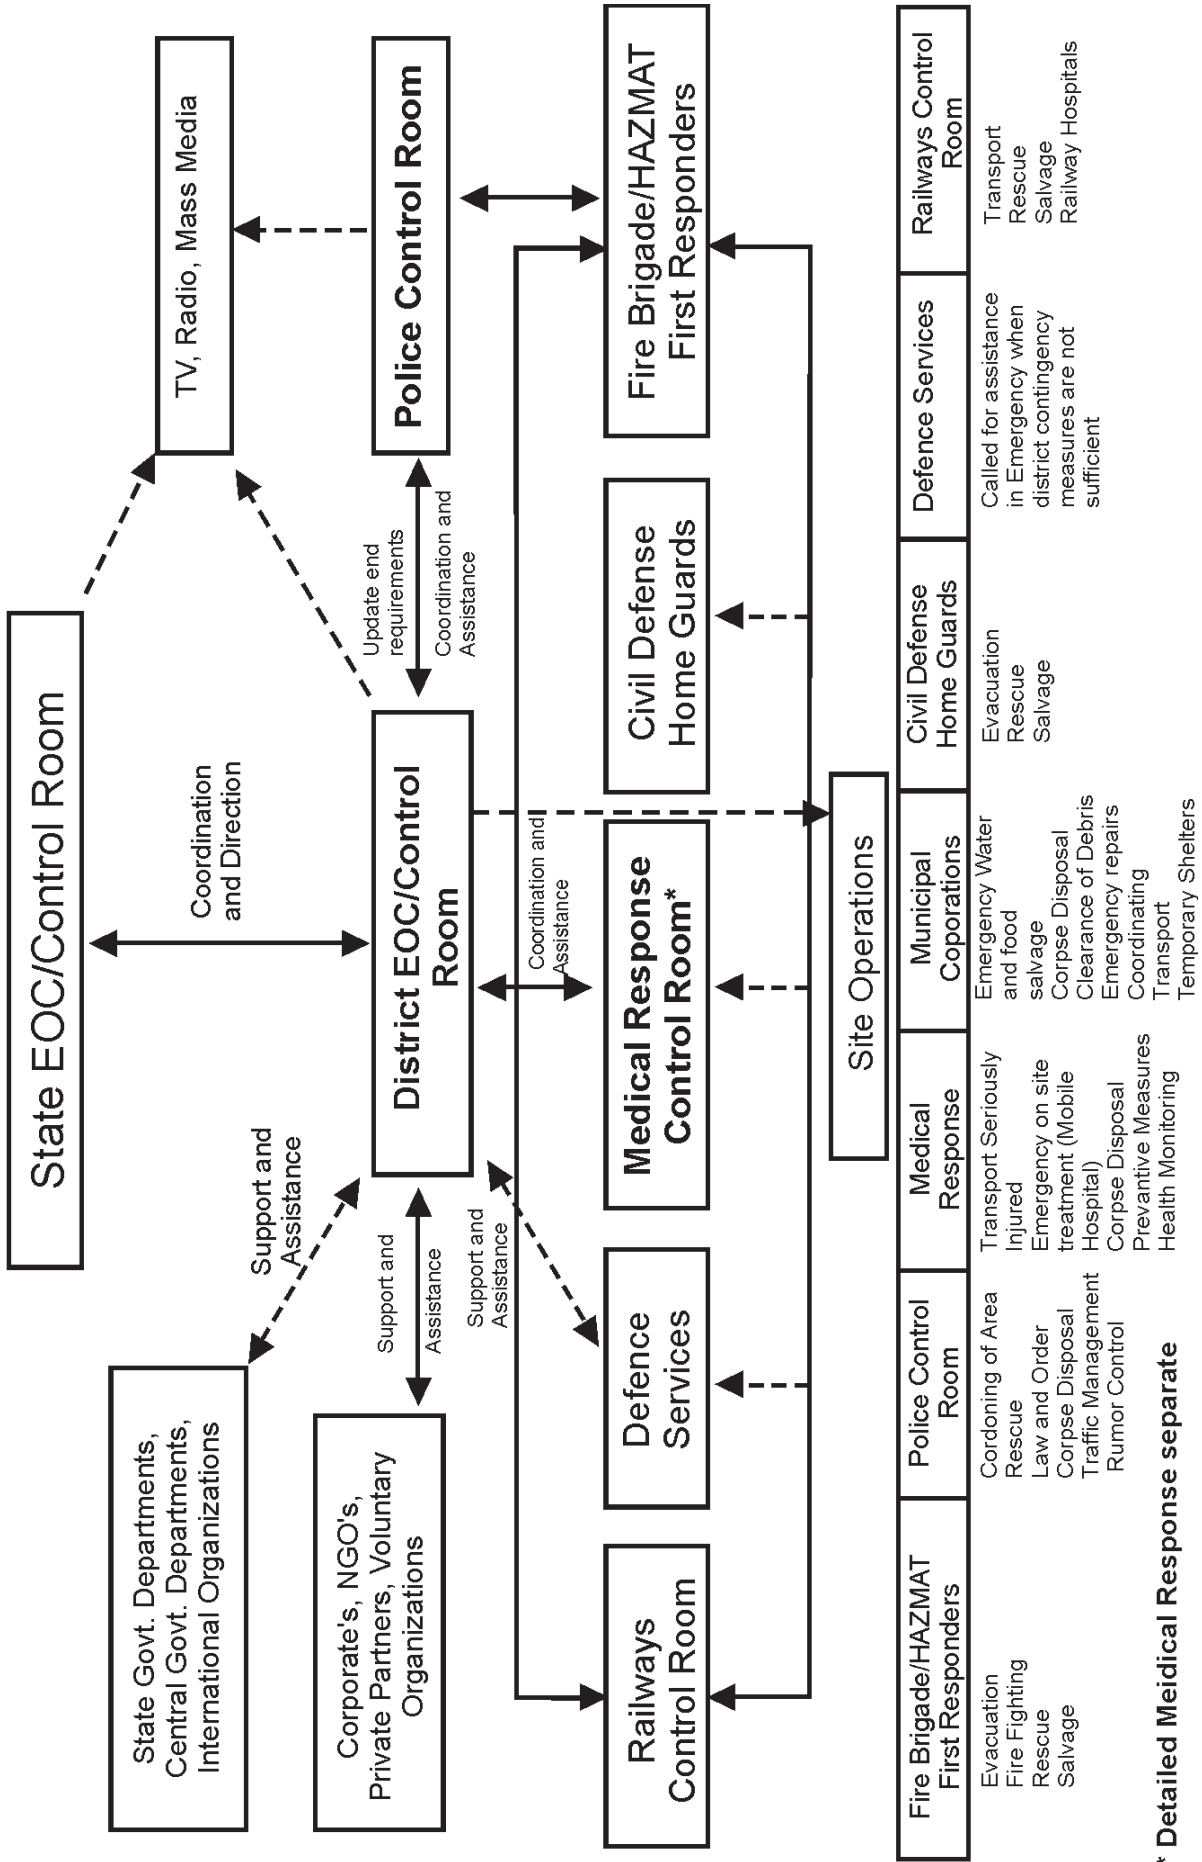 State EOC/Control Room
State Govt. Departments,
Central Govt. Departments,
International Organizations
Support and
Assistance
Coordination
and Direction
TV, Radio, Mass Media
Corporate's, NGO's,
Private Partners, Voluntary
Organizations
Support and
Assistance
District EOC/Control
Room
Update end
requirements
Coordination and
Assistance
Police Control Room
Support and
Assistance
Coordination and
Assistance
Railways
Control Room
Defence
Services
Medical Response
Control Room*
Civil Defense
Home Guards
Fire Brigade/HAZMAT
First Responders
Site Operations
Fire Brigade/HAZMAT
First Responders
Evacuation
Fire Fighting
Rescue
Salvage
Police Control
Room
Cordoning of Area
Rescue
Law and Order
Corpse Disposal
Traffic Management
Rumor Control
Medical
Response
Transport Seriously
Injured
Emergency on site
treatment (Mobile
Hospital)
Corpse Disposal
Preventive Measures
Health Monitoring
Municipal
Coporations
Emergency Water
and food
salvage
Corpse Disposal
Clearance of Debris
Emergency repairs
Coordinating
Transport
Temporary Shelters
Civil Defense
Home Guards
Evacuation
Rescue
Salvage
Defence Services
Called for assistance
in Emergency when
district contingency
measures are not
sufficient
Railways Control
Room
Transport
Rescue
Salvage
Railway Hospitals
* Detailed Meidical Response separate